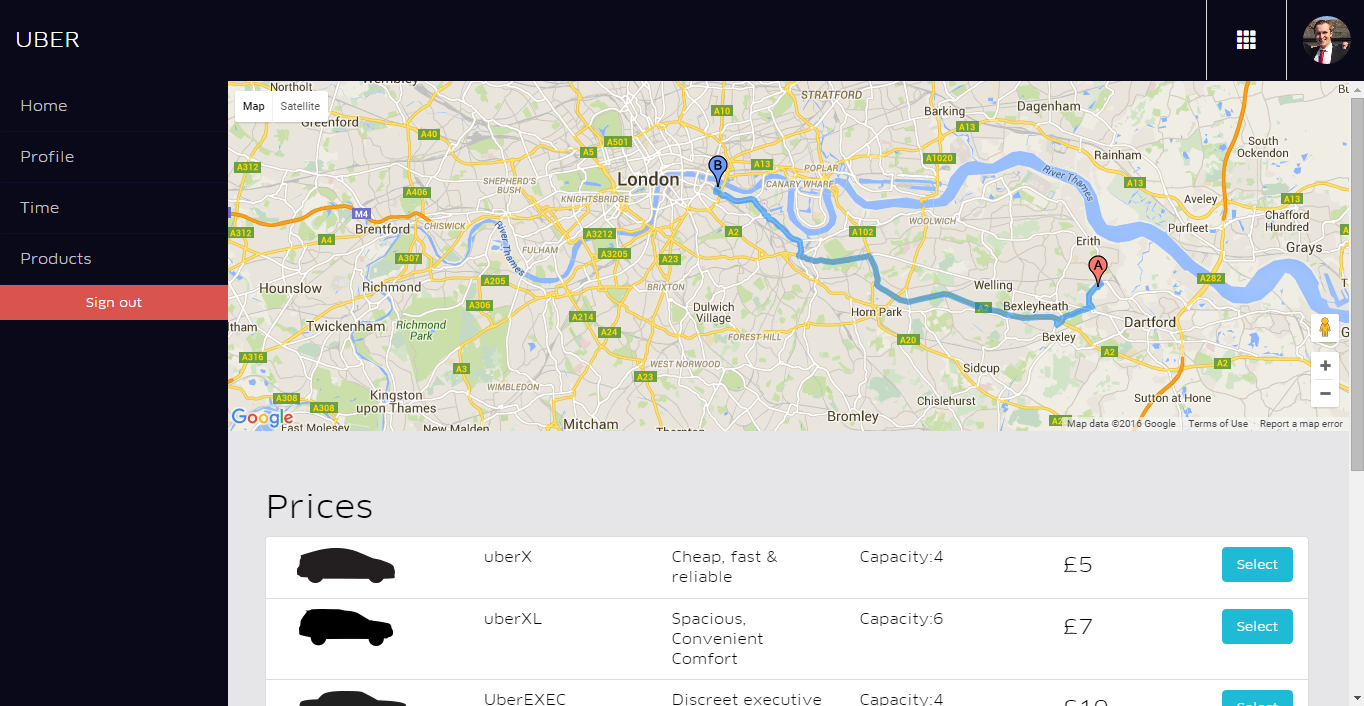 UBER
Home
Profile
Time
Products
Sign out
Map
Satellite
Northolt
Greenford
A312
A40
A406
A5
A501
A10
STRATFORD
Barking
A13
Dagenham
A1020
A13
Rainham
South
Ockendon
River Thames
A13
Aveley
A13
Purfleet
Chafford
Hundred
Grays
SHEPHERD'S
BUSH
KNIGHTSBRIDGE
London
B
POPLAR
CANARY WHARF
WOOLWICH
M4
A312
A4
Brentford
CHISWICK
River Thames
FULHAM
A3212
A3205
A23
A2
A102
Erith
A
A282
A307
Richmond
A205
BRIXTON
Hounslow
A306
Dulwich
Village
Horn Park
Welling
Bexleyheath
A2
Twickenham
Richmond
Park
A214
A24
FOREST HILL
A20
Bexley
Dartford
A2
A2
A316
A3
WEST NORWOOD
A23
Sidcup
WIMBLEDON
Kingston
upon Thames
A308
A308
Chislehurst
Sutton at Hone
Google
East Molesey
New Malden
Mitcham
Bromley
Map data ©2016 Google
Terms of Use
Report a map error
Prices
uberX
Cheap, fast &
reliable
Capacity:4
£5
Select
uberXL
Spacious,
Convenient
Comfort
Capacity:6
£7
Select
UberEXEC
Discreet executive
Capacity:4
£10
Select